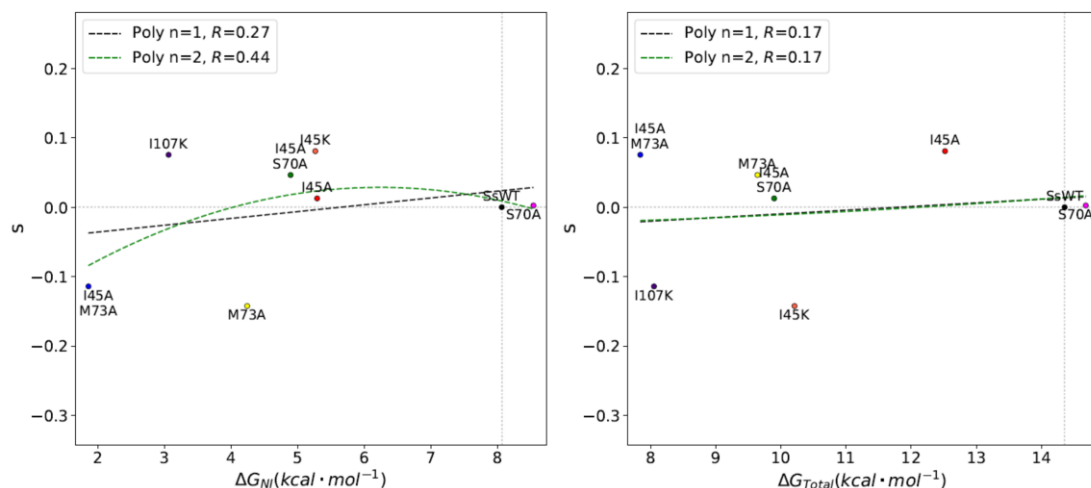 Poly n=1, R=0.27
Poly n=2, R=0.44
0.2
0.1
0.0
−0.1
−0.2
−0.3
s
I107K
I45A
S70A
I45K
I45A
SsWT
S70A
I45A
M73A
M73A
2 3 4 5 6 7 8
ΔG_NI(kcal · mol⁻¹)
Poly n=1, R=0.17
Poly n=2, R=0.17
0.2
0.1
0.0
−0.1
−0.2
−0.3
s
I45A
M73A
M73A
I45A
S70A
I45A
SsWT
S70A
I107K
I45K
8 9 10 11 12 13 14
ΔG_Total(kcal · mol⁻¹)